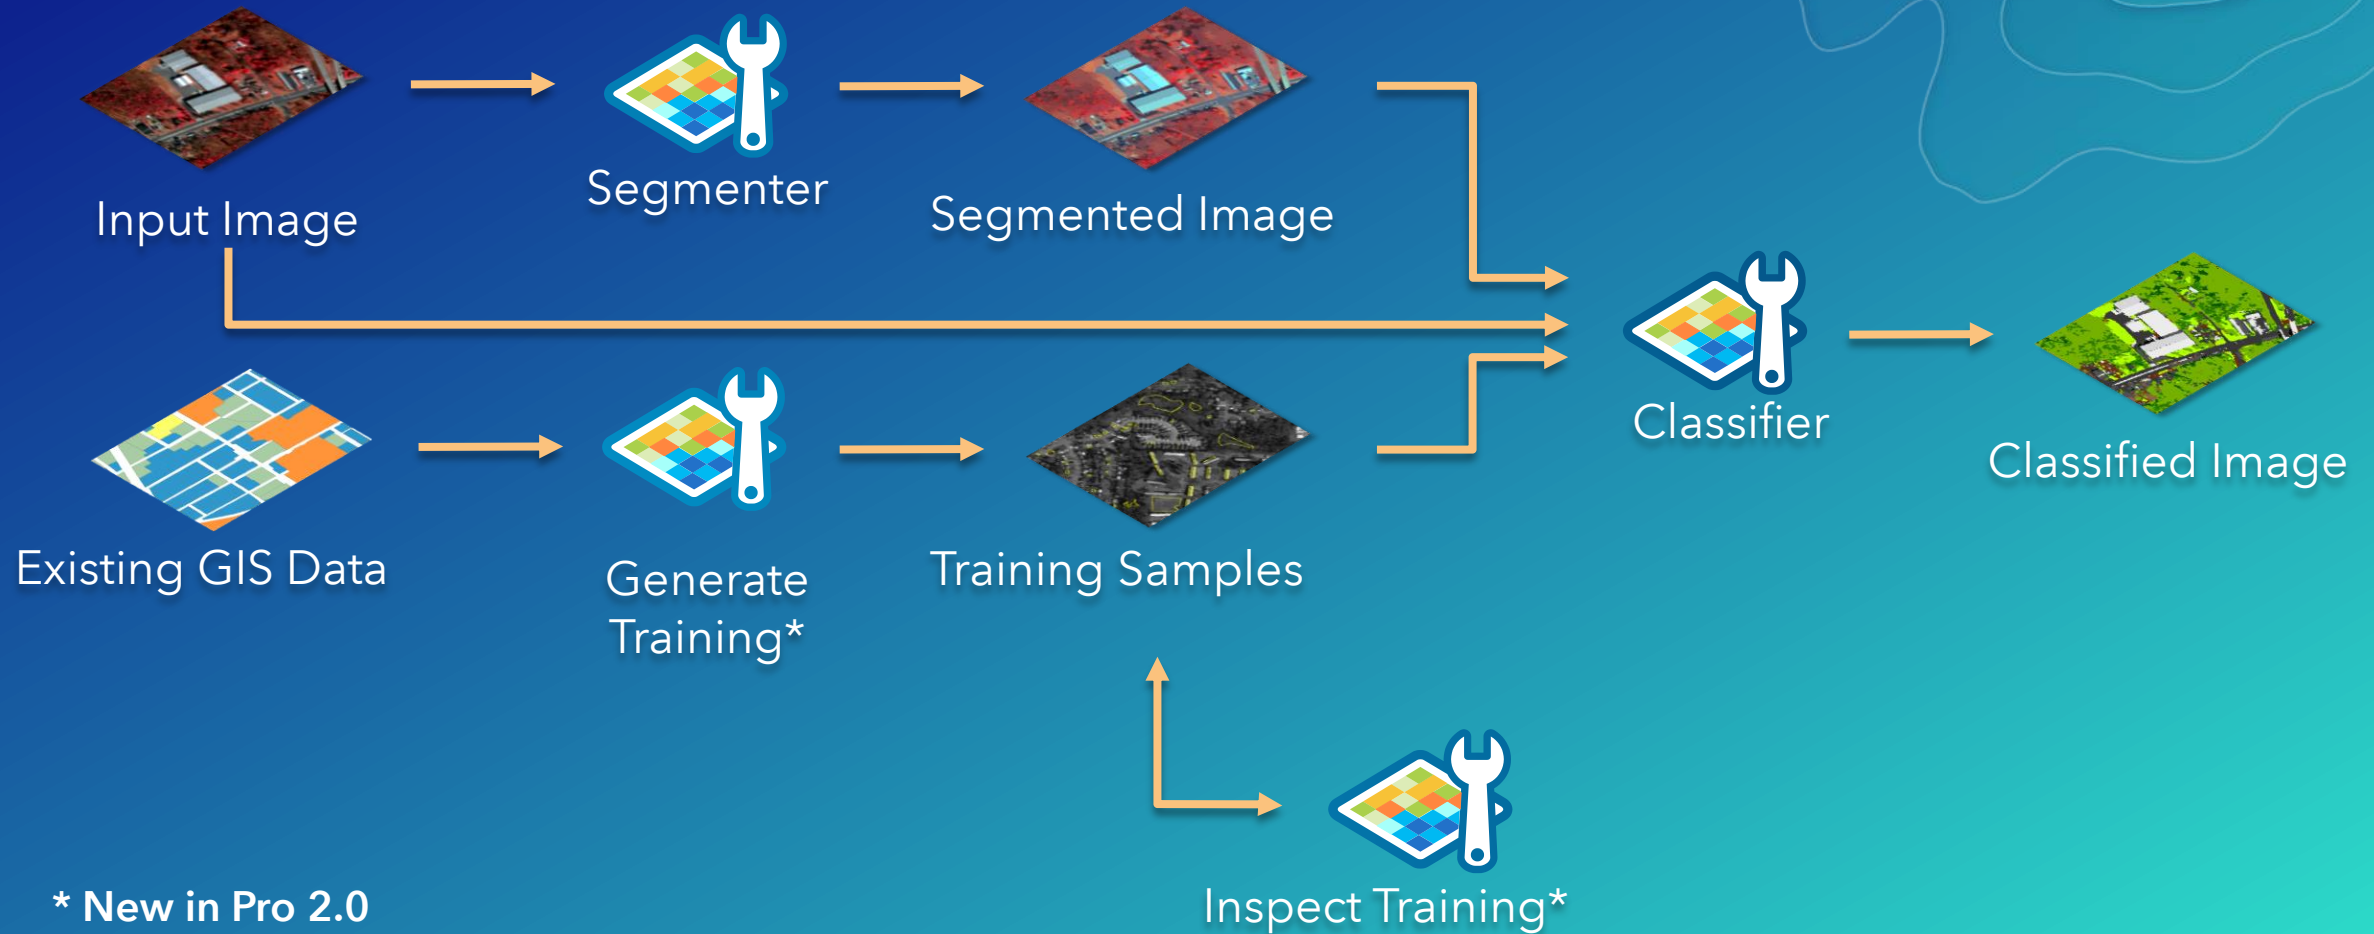 Input Image
Segmenter
Segmented Image
Classifier
Classified Image
Existing GIS Data
Generate
Training*
Training Samples
Inspect Training*
* New in Pro 2.0